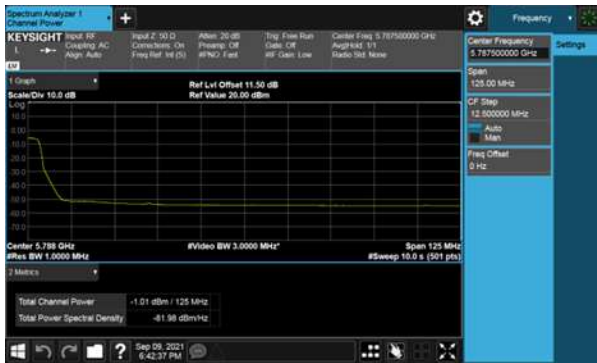 Spectrum Analyzer 1
Channel Power
+
Frequency
KEYSIGHT
Input: RF
Coupling: AC
Align: Auto
Input Z: 50 Ω
Corrections: On
Freq Ref: Int (S)
Atten: 20 dB
Preamp: Off
#PNO: Fast
Trig: Free Run
Gate: Off
#IF Gain: Low
Center Freq: 5.787500000 GHz
Avg|Hold: 1/1
Radio Std: None
L
Center Frequency
5.787500000 GHz
Settings
Span
125.00 MHz
CF Step
12.500000 MHz
Auto
Man
Freq Offset
0 Hz
1 Graph
Scale/Div 10.0 dB
Ref Lvl Offset 11.50 dB
Ref Value 20.00 dBm
Log
10.0
0.00
-10.0
-20.0
-30.0
-40.0
-50.0
-60.0
-70.0
Center 5.788 GHz
#Res BW 1.0000 MHz
#Video BW 3.0000 MHz*
Span 125 MHz
#Sweep 10.0 s (501 pts)
2 Metrics
Total Channel Power -1.01 dBm / 125 MHz
Total Power Spectral Density -81.98 dBm/Hz
?
Sep 09, 2021
6:42:37 PM